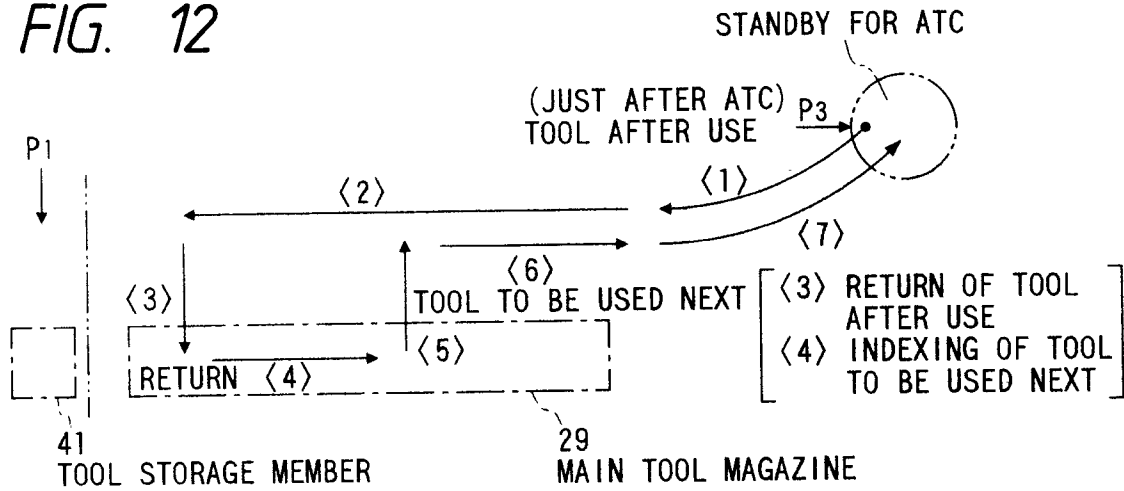 FIG. 12
STANDBY FOR ATC
(JUST AFTER ATC)
TOOL AFTER USE
P3
P1
〈1〉
〈2〉
〈7〉
〈6〉
〈3〉
TOOL TO BE USED NEXT
〈5〉
RETURN 〈4〉
〈3〉 RETURN OF TOOL
AFTER USE
〈4〉 INDEXING OF TOOL
TO BE USED NEXT
41
TOOL STORAGE MEMBER
29
MAIN TOOL MAGAZINE